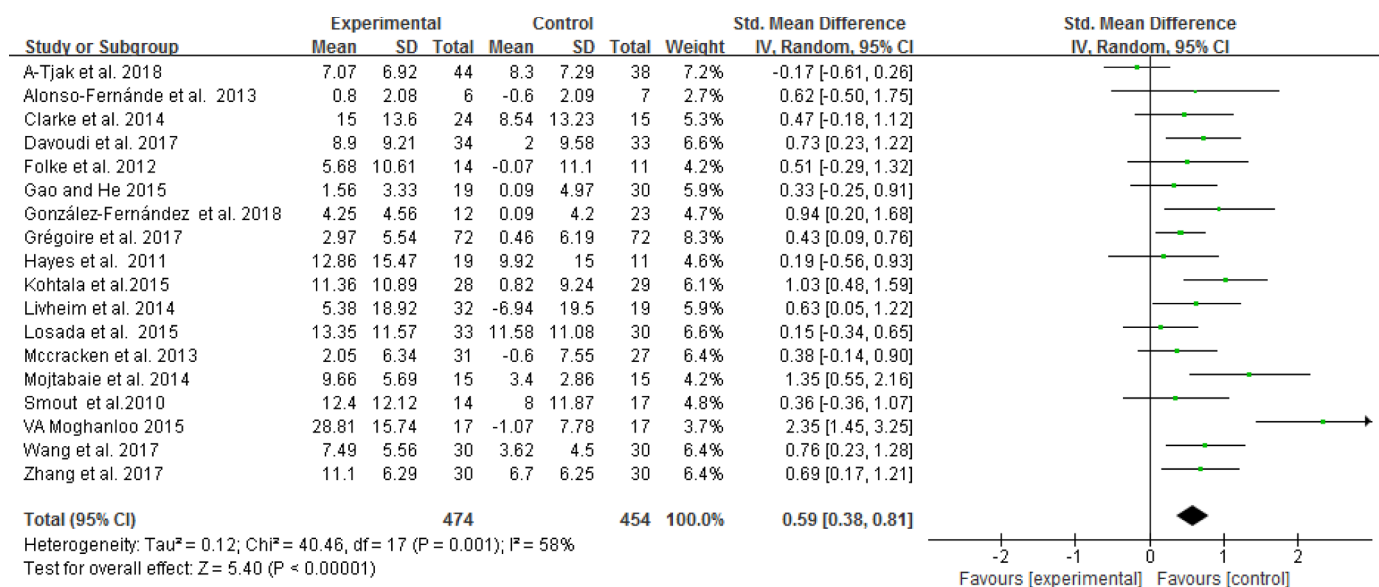 Experimental Control Std. Mean Difference Std. Mean Difference
Study or Subgroup Mean SD Total Mean SD Total Weight IV, Random, 95% CI IV, Random, 95% CI
A-Tjak et al. 2018 7.07 6.92 44 8.3 7.29 38 7.2% -0.17 [-0.61, 0.26]
Alonso-Fernánde et al. 2013 0.8 2.08 6 -0.6 2.09 7 2.7% 0.62 [-0.50, 1.75]
Clarke et al. 2014 15 13.6 24 8.54 13.23 15 5.3% 0.47 [-0.18, 1.12]
Davoudi et al. 2017 8.9 9.21 34 2 9.58 33 6.6% 0.73 [0.23, 1.22]
Folke et al. 2012 5.68 10.61 14 -0.07 11.1 11 4.2% 0.51 [-0.29, 1.32]
Gao and He 2015 1.56 3.33 19 0.09 4.97 30 5.9% 0.33 [-0.25, 0.91]
González-Fernández et al. 2018 4.25 4.56 12 0.09 4.2 23 4.7% 0.94 [0.20, 1.68]
Grégoire et al. 2017 2.97 5.54 72 0.46 6.19 72 8.3% 0.43 [0.09, 0.76]
Hayes et al. 2011 12.86 15.47 19 9.92 15 11 4.6% 0.19 [-0.56, 0.93]
Kohtala et al.2015 11.36 10.89 28 0.82 9.24 29 6.1% 1.03 [0.48, 1.59]
Livheim et al. 2014 5.38 18.92 32 -6.94 19.5 19 5.9% 0.63 [0.05, 1.22]
Losada et al. 2015 13.35 11.57 33 11.58 11.08 30 6.6% 0.15 [-0.34, 0.65]
Mccracken et al. 2013 2.05 6.34 31 -0.6 7.55 27 6.4% 0.38 [-0.14, 0.90]
Mojtabaie et al. 2014 9.66 5.69 15 3.4 2.86 15 4.2% 1.35 [0.55, 2.16]
Smout et al.2010 12.4 12.12 14 8 11.87 17 4.8% 0.36 [-0.36, 1.07]
VA Moghanloo 2015 28.81 15.74 17 -1.07 7.78 17 3.7% 2.35 [1.45, 3.25]
Wang et al. 2017 7.49 5.56 30 3.62 4.5 30 6.4% 0.76 [0.23, 1.28]
Zhang et al. 2017 11.1 6.29 30 6.7 6.25 30 6.4% 0.69 [0.17, 1.21]
Total (95% CI) 474 454 100.0% 0.59 [0.38, 0.81]
Heterogeneity: Tau² = 0.12; Chi² = 40.46, df = 17 (P = 0.001); I² = 58%
Test for overall effect: Z = 5.40 (P < 0.00001)
-2 -1 0 1 2
Favours [experimental] Favours [control]